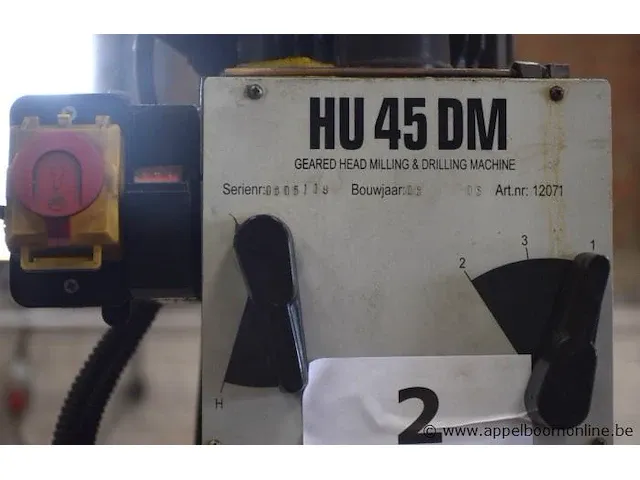 HU 45 DM
GEARED HEAD MILLING & DRILLING MACHINE
Serienr: Bouwjaar: Art.nr: 12071
3
1
2
H
2
© www.appelboomonline.be